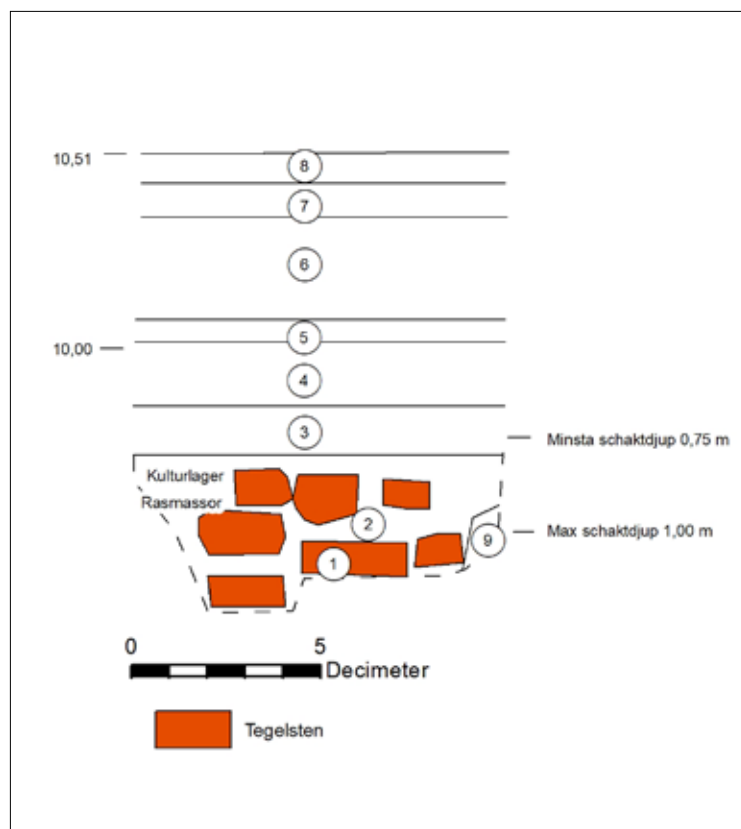 10,51
8
7
6
5
10,00
4
3
Minsta schaktdjup 0,75 m
Kulturlager
Rasmassor
2
Max schaktdjup 1,00 m
9
1
0 5
Decimeter
Tegelsten